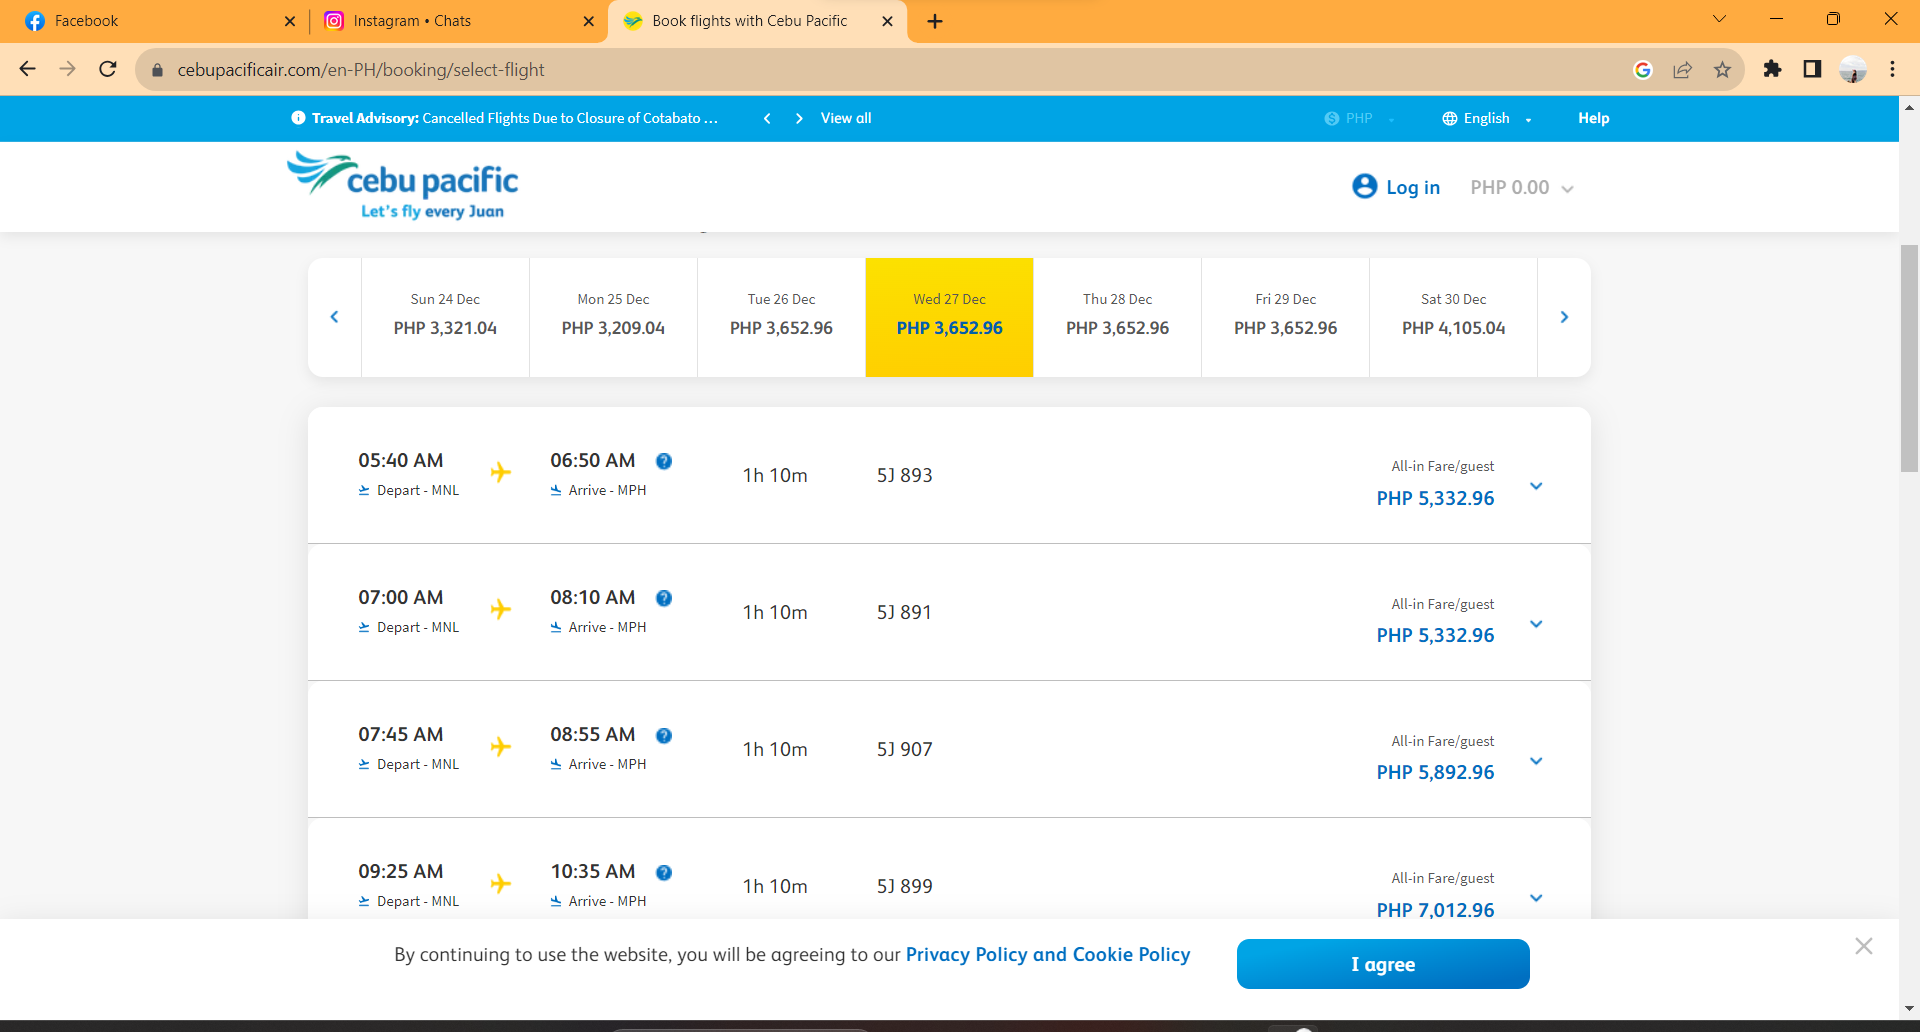 Facebook
Instagram • Chats
Book flights with Cebu Pacific
cebupacificair.com/en-PH/booking/select-flight
Travel Advisory: Cancelled Flights Due to Closure of Cotabato ...
View all
PHP
English
Help
cebu pacific
Let's fly every Juan
Log in
PHP 0.00
Sun 24 Dec
PHP 3,321.04
Mon 25 Dec
PHP 3,209.04
Tue 26 Dec
PHP 3,652.96
Wed 27 Dec
PHP 3,652.96
Thu 28 Dec
PHP 3,652.96
Fri 29 Dec
PHP 3,652.96
Sat 30 Dec
PHP 4,105.04
05:40 AM
Depart - MNL
06:50 AM
Arrive - MPH
1h 10m
5J 893
All-in Fare/guest
PHP 5,332.96
07:00 AM
Depart - MNL
08:10 AM
Arrive - MPH
1h 10m
5J 891
All-in Fare/guest
PHP 5,332.96
07:45 AM
Depart - MNL
08:55 AM
Arrive - MPH
1h 10m
5J 907
All-in Fare/guest
PHP 5,892.96
09:25 AM
Depart - MNL
10:35 AM
Arrive - MPH
1h 10m
5J 899
All-in Fare/guest
PHP 7,012.96
By continuing to use the website, you will be agreeing to our Privacy Policy and Cookie Policy
I agree